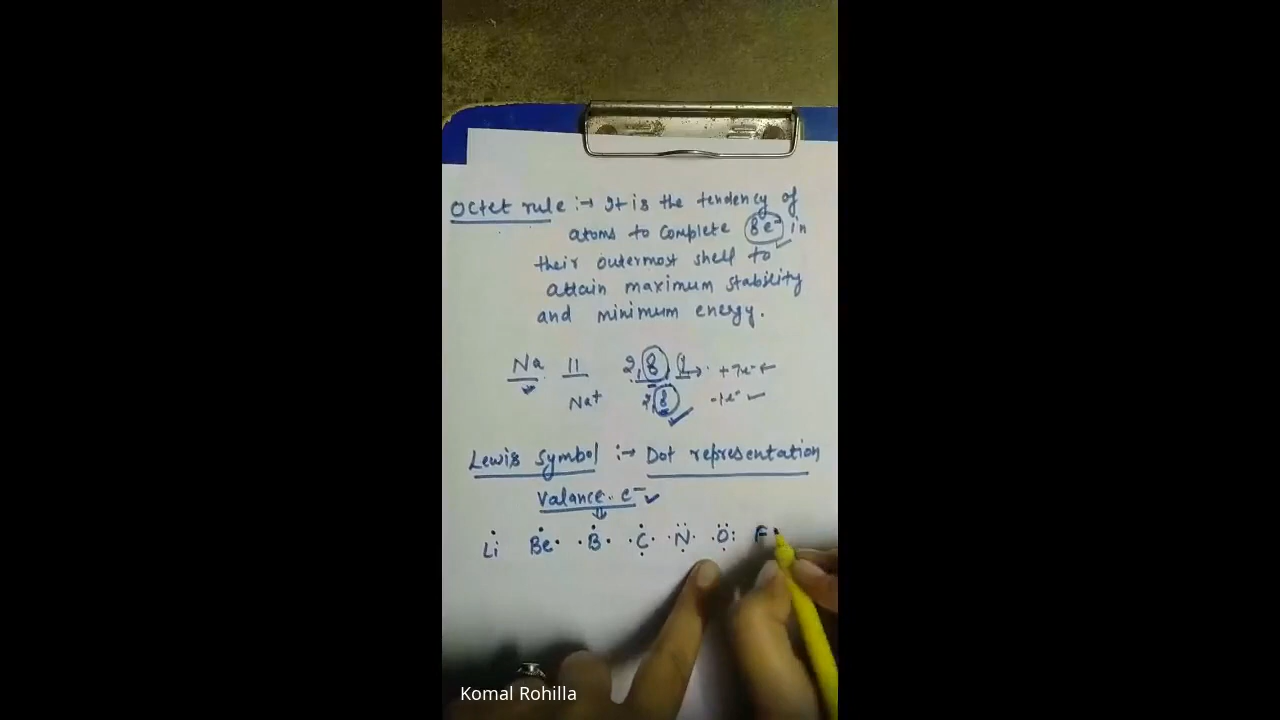 Octet rule :→ It is the tendency of
atoms to complete 8e⁻ in
their outermost shell to
attain maximum stability
and minimum energy.
Na 11 2,8,1
Na⁺ 2,8 -1e⁻
Lewis symbol :→ Dot representation
Valance e⁻
Li Be B C N O F
Komal Rohilla